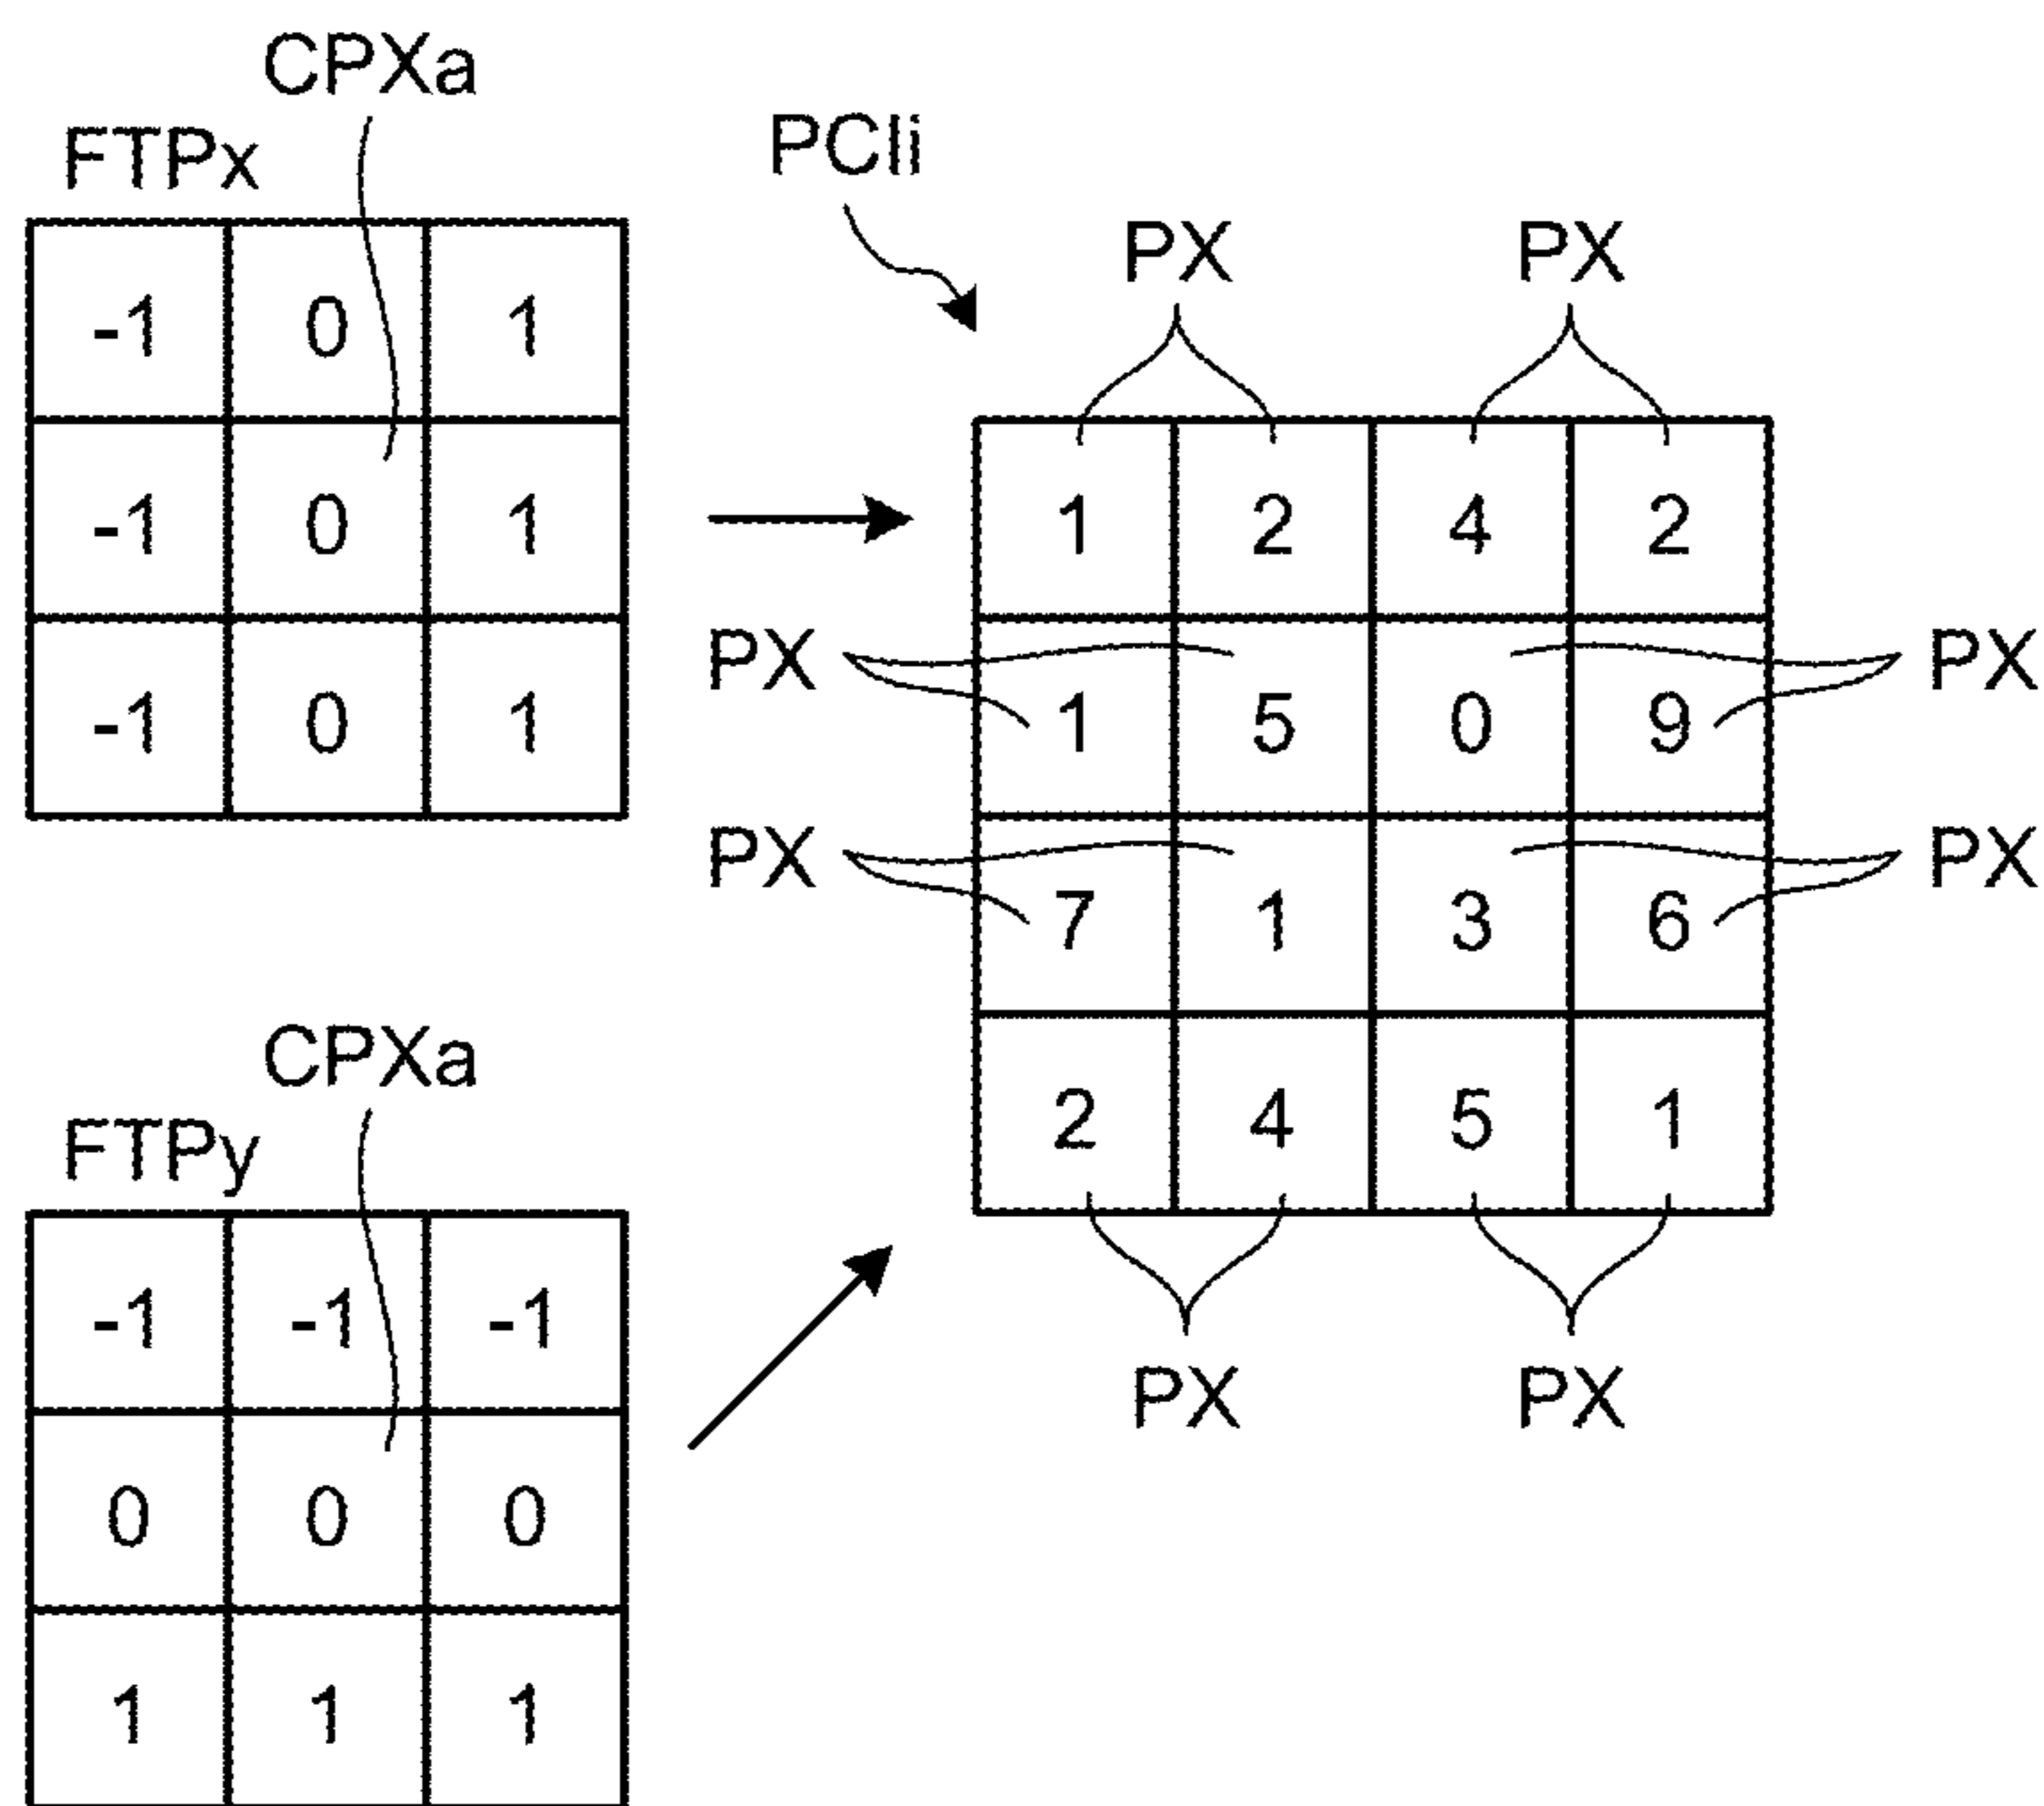 CPXa
FTPx
-1 0 1
-1 0 1
-1 0 1
CPXa
FTPy
-1 -1 -1
0 0 0
1 1 1
PCIi
PX PX
1 2 4 2
PX 1 5 0 9 PX
PX 7 1 3 6 PX
2 4 5 1
PX PX